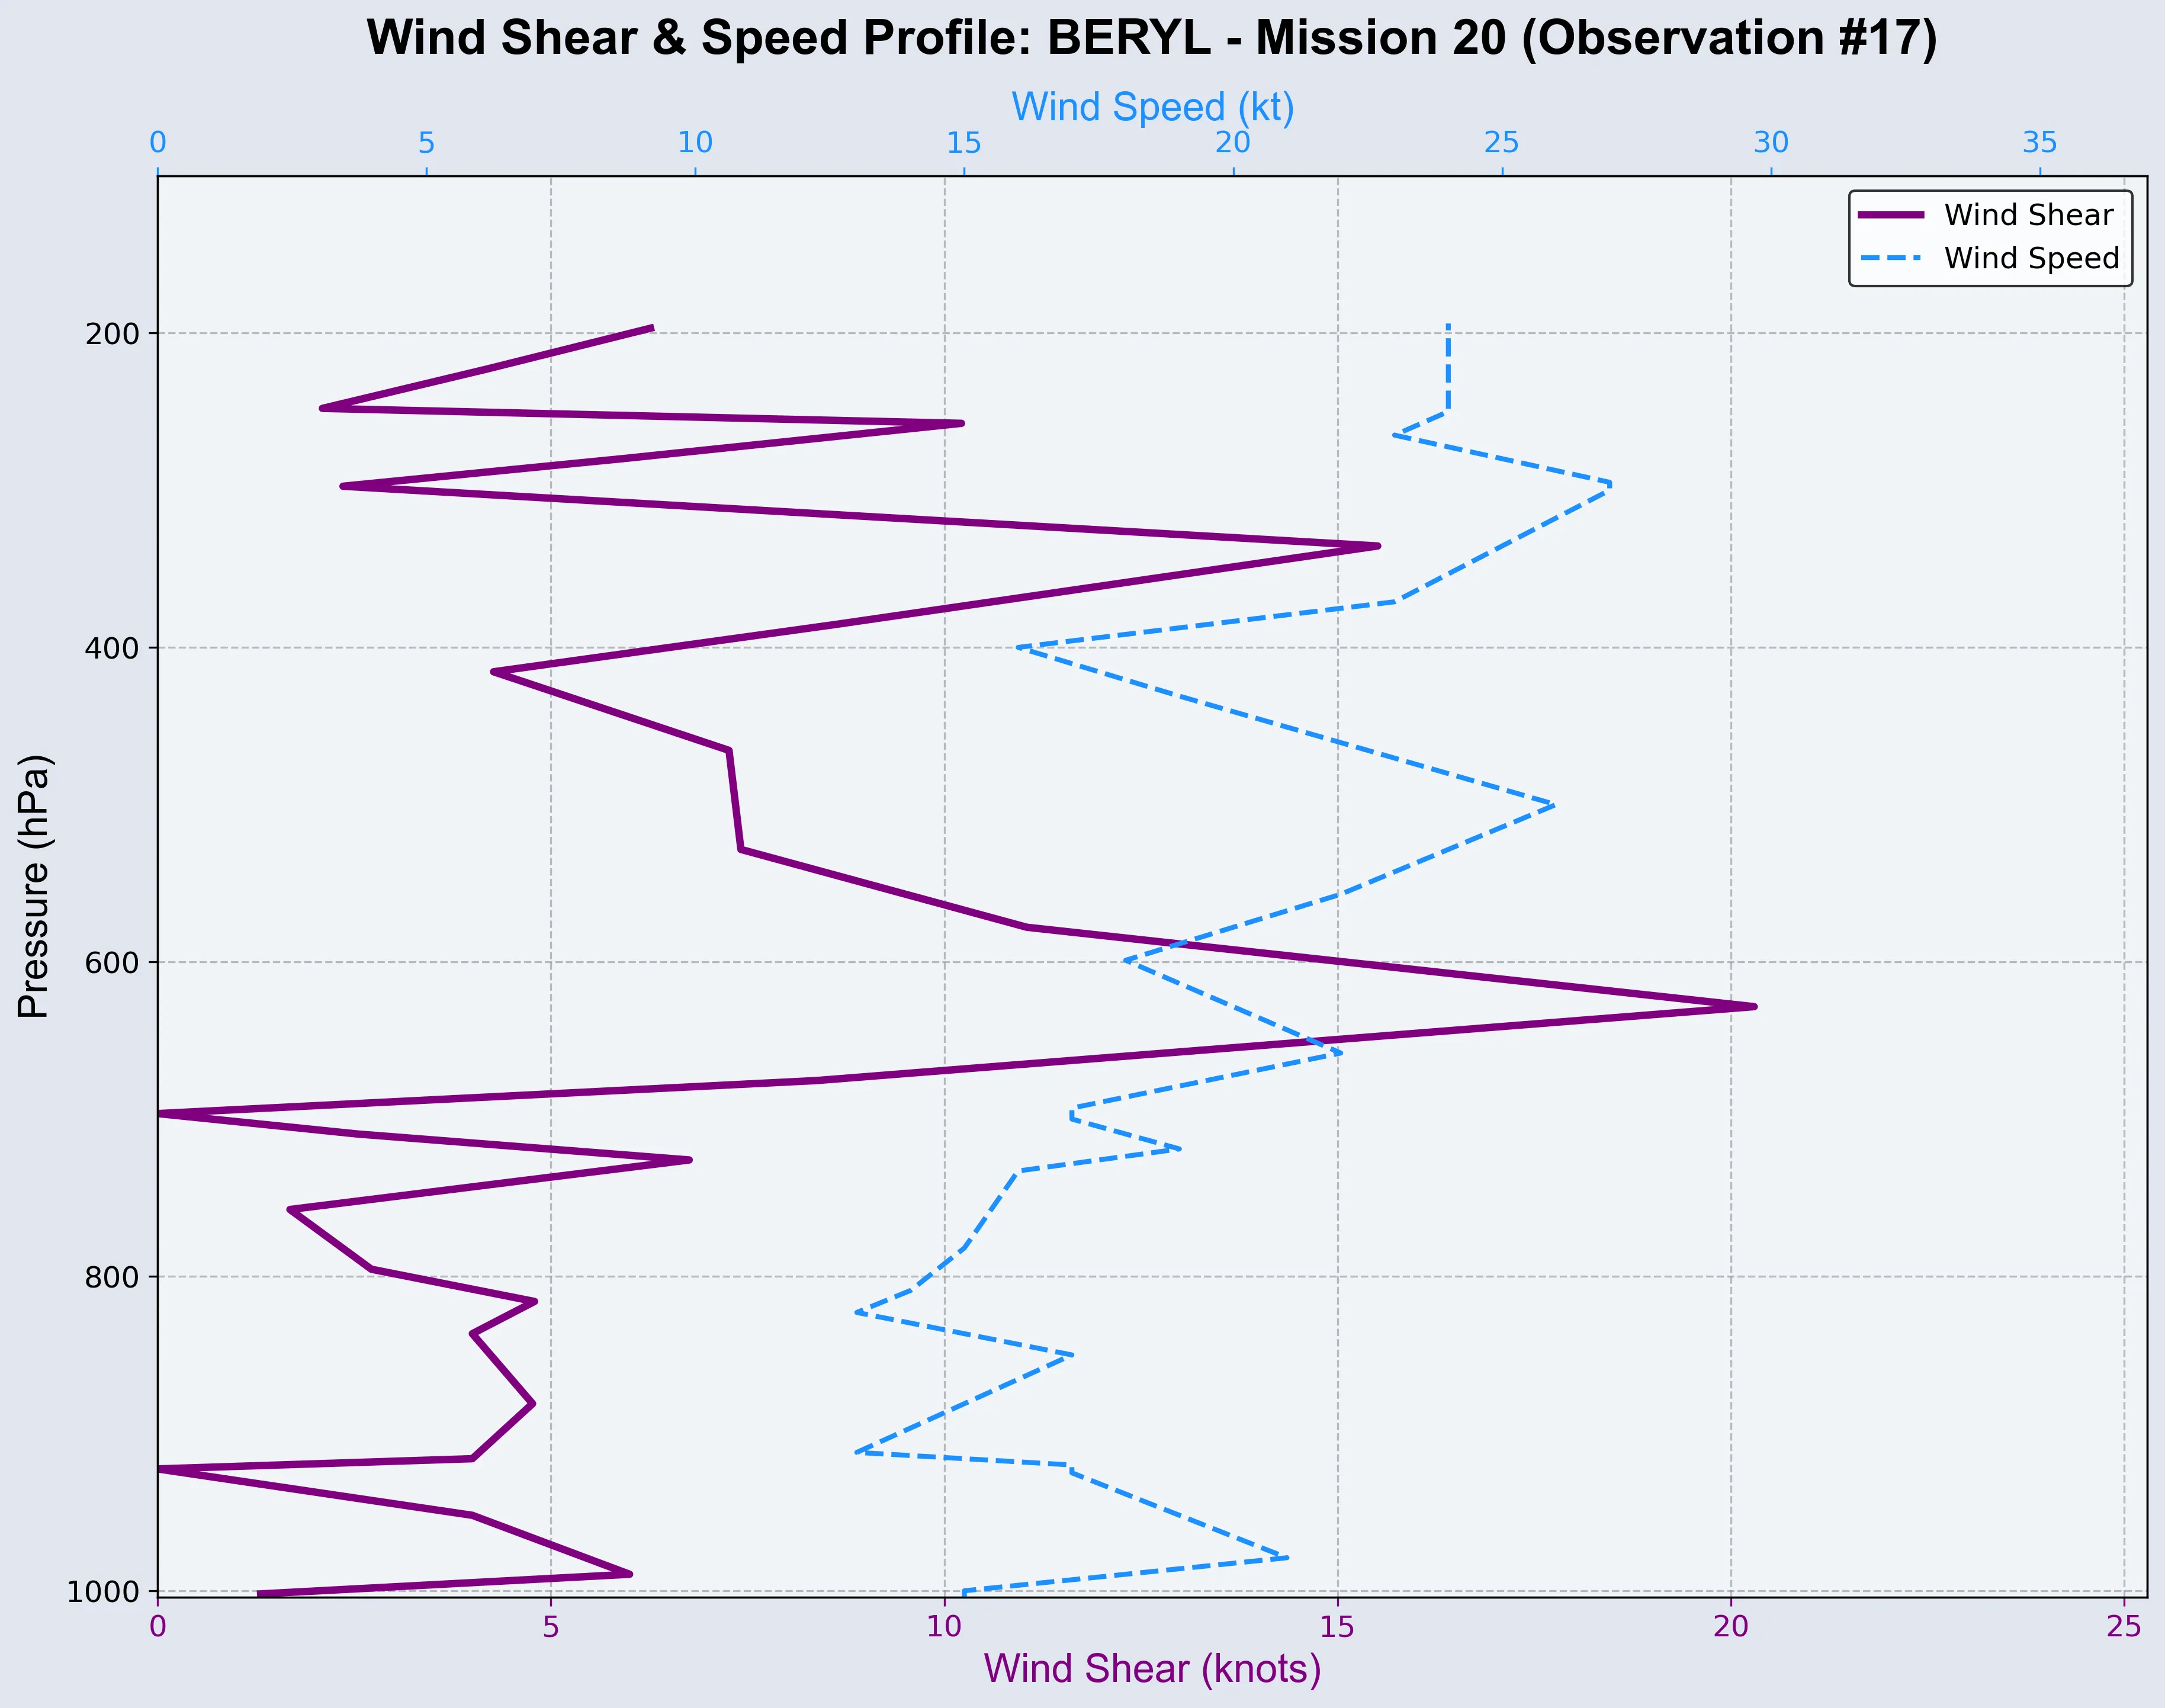 Wind Shear & Speed Profile: BERYL - Mission 20 (Observation #17)
Wind Speed (kt)
0 5 10 15 20 25 30 35
Wind Shear
Wind Speed
200
400
600
800
1000
Pressure (hPa)
0 5 10 15 20 25
Wind Shear (knots)